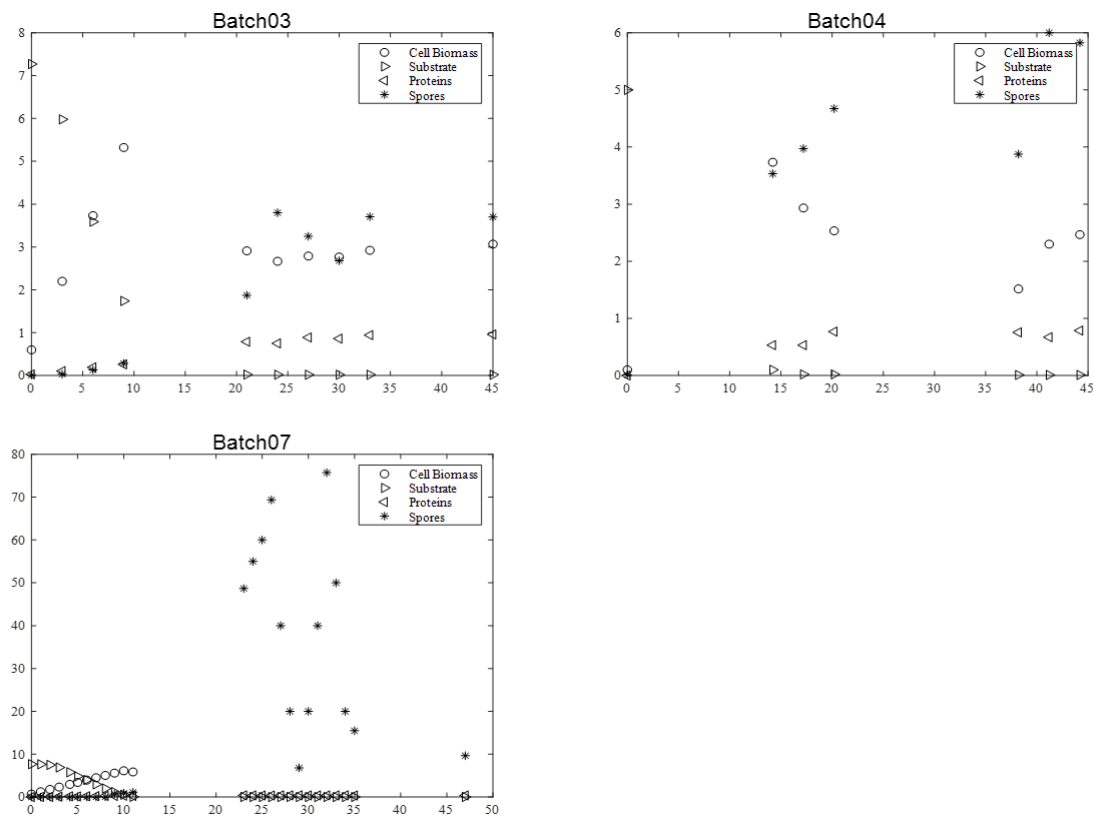 Batch03
8
7
6
5
4
3
2
1
0
0 5 10 15 20 25 30 35 40 45
Cell Biomass
Substrate
Proteins
Spores
Batch04
6
5
4
3
2
1
0
0 5 10 15 20 25 30 35 40 45
Cell Biomass
Substrate
Proteins
Spores
Batch07
80
70
60
50
40
30
20
10
0
0 5 10 15 20 25 30 35 40 45 50
Cell Biomass
Substrate
Proteins
Spores